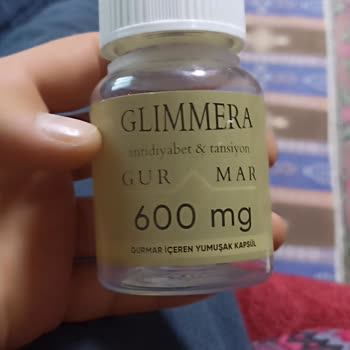 GLIMMERA
antidiyabet & tansiyon
GUR MAR
600 mg
GURMAR İÇEREN YUMUŞAK KAPSÜL